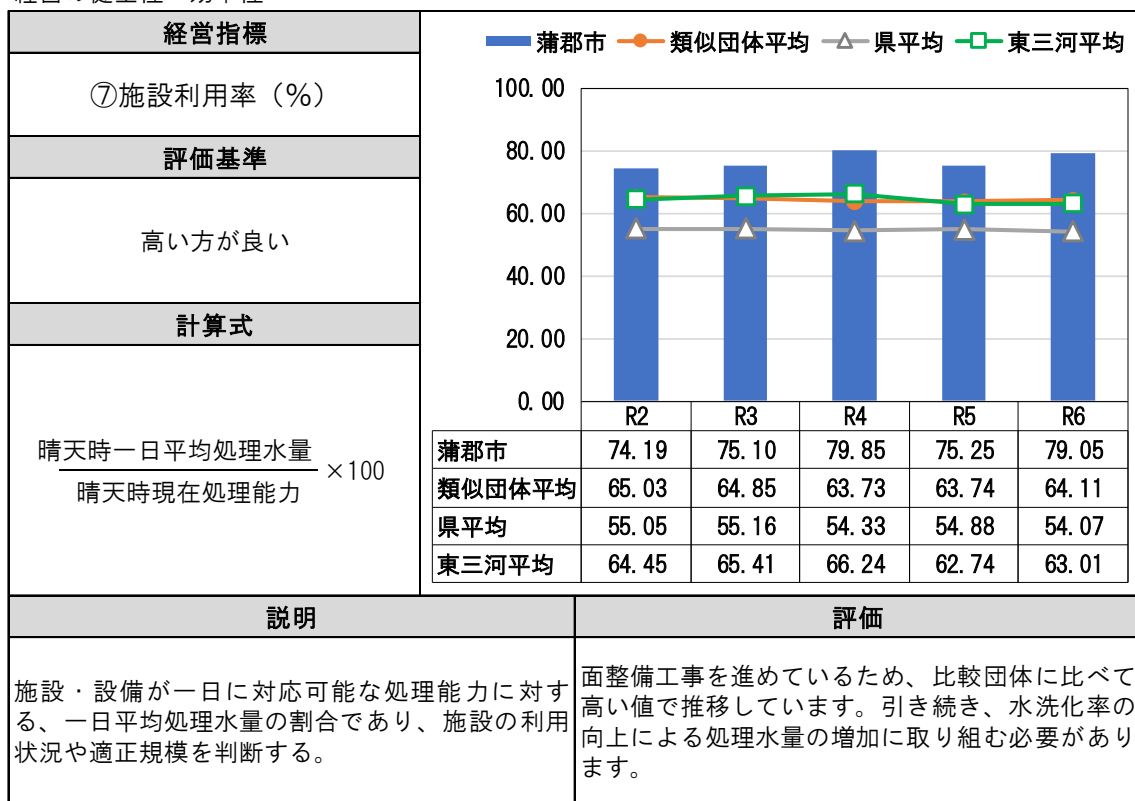 経営指標
⑦施設利用率（%）
評価基準
高い方が良い
計算式
晴天時一日平均処理水量
晴天時現在処理能力
×100
蒲郡市 類似団体平均 県平均 東三河平均
100.00
80.00
60.00
40.00
20.00
0.00
R2 R3 R4 R5 R6
蒲郡市 74.19 75.10 79.85 75.25 79.05
類似団体平均 65.03 64.85 63.73 63.74 64.11
県平均 55.05 55.16 54.33 54.88 54.07
東三河平均 64.45 65.41 66.24 62.74 63.01
説明
施設・設備が一日に対応可能な処理能力に対す
る、一日平均処理水量の割合であり、施設の利用
状況や適正規模を判断する。
評価
面整備工事を進めているため、比較団体に比べて
高い値で推移しています。引き続き、水洗化率の
向上による処理水量の増加に取り組む必要があり
ます。